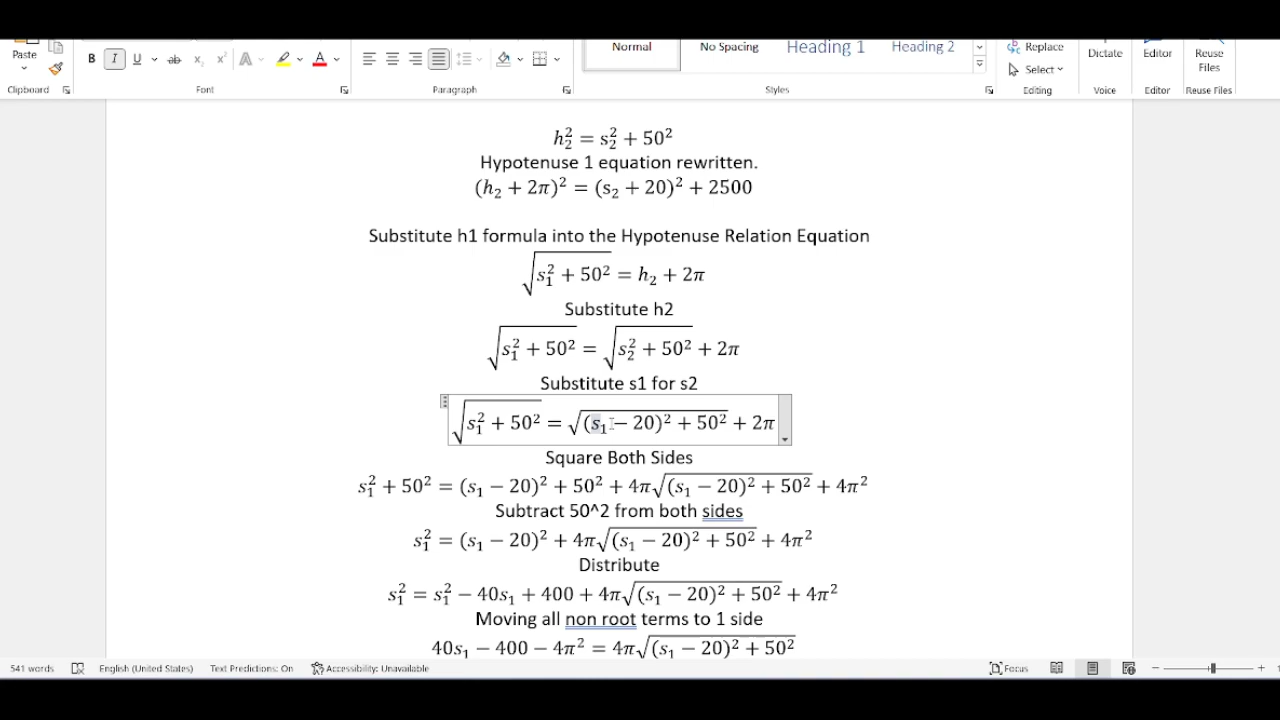 Paste
B I U ab x x A A
Normal No Spacing Heading 1 Heading 2
Replace
Select
Dictate Editor Reuse Files
Clipboard Font Paragraph Styles Editing Voice Editor Reuse Files
h₂² = s₂² + 50²
Hypotenuse 1 equation rewritten.
(h₂ + 2π)² = (s₂ + 20)² + 2500
Substitute h1 formula into the Hypotenuse Relation Equation
√(s₁² + 50²) = h₂ + 2π
Substitute h2
√(s₁² + 50²) = √(s₂² + 50²) + 2π
Substitute s1 for s2
√(s₁² + 50²) = √((s₁ − 20)² + 50²) + 2π
Square Both Sides
s₁² + 50² = (s₁ − 20)² + 50² + 4π√((s₁ − 20)² + 50²) + 4π²
Subtract 50^2 from both sides
s₁² = (s₁ − 20)² + 4π√((s₁ − 20)² + 50²) + 4π²
Distribute
s₁² = s₁² − 40s₁ + 400 + 4π√((s₁ − 20)² + 50²) + 4π²
Moving all non root terms to 1 side
40s₁ − 400 − 4π² = 4π√((s₁ − 20)² + 50²)
541 words English (United States) Text Predictions: On Accessibility: Unavailable Focus